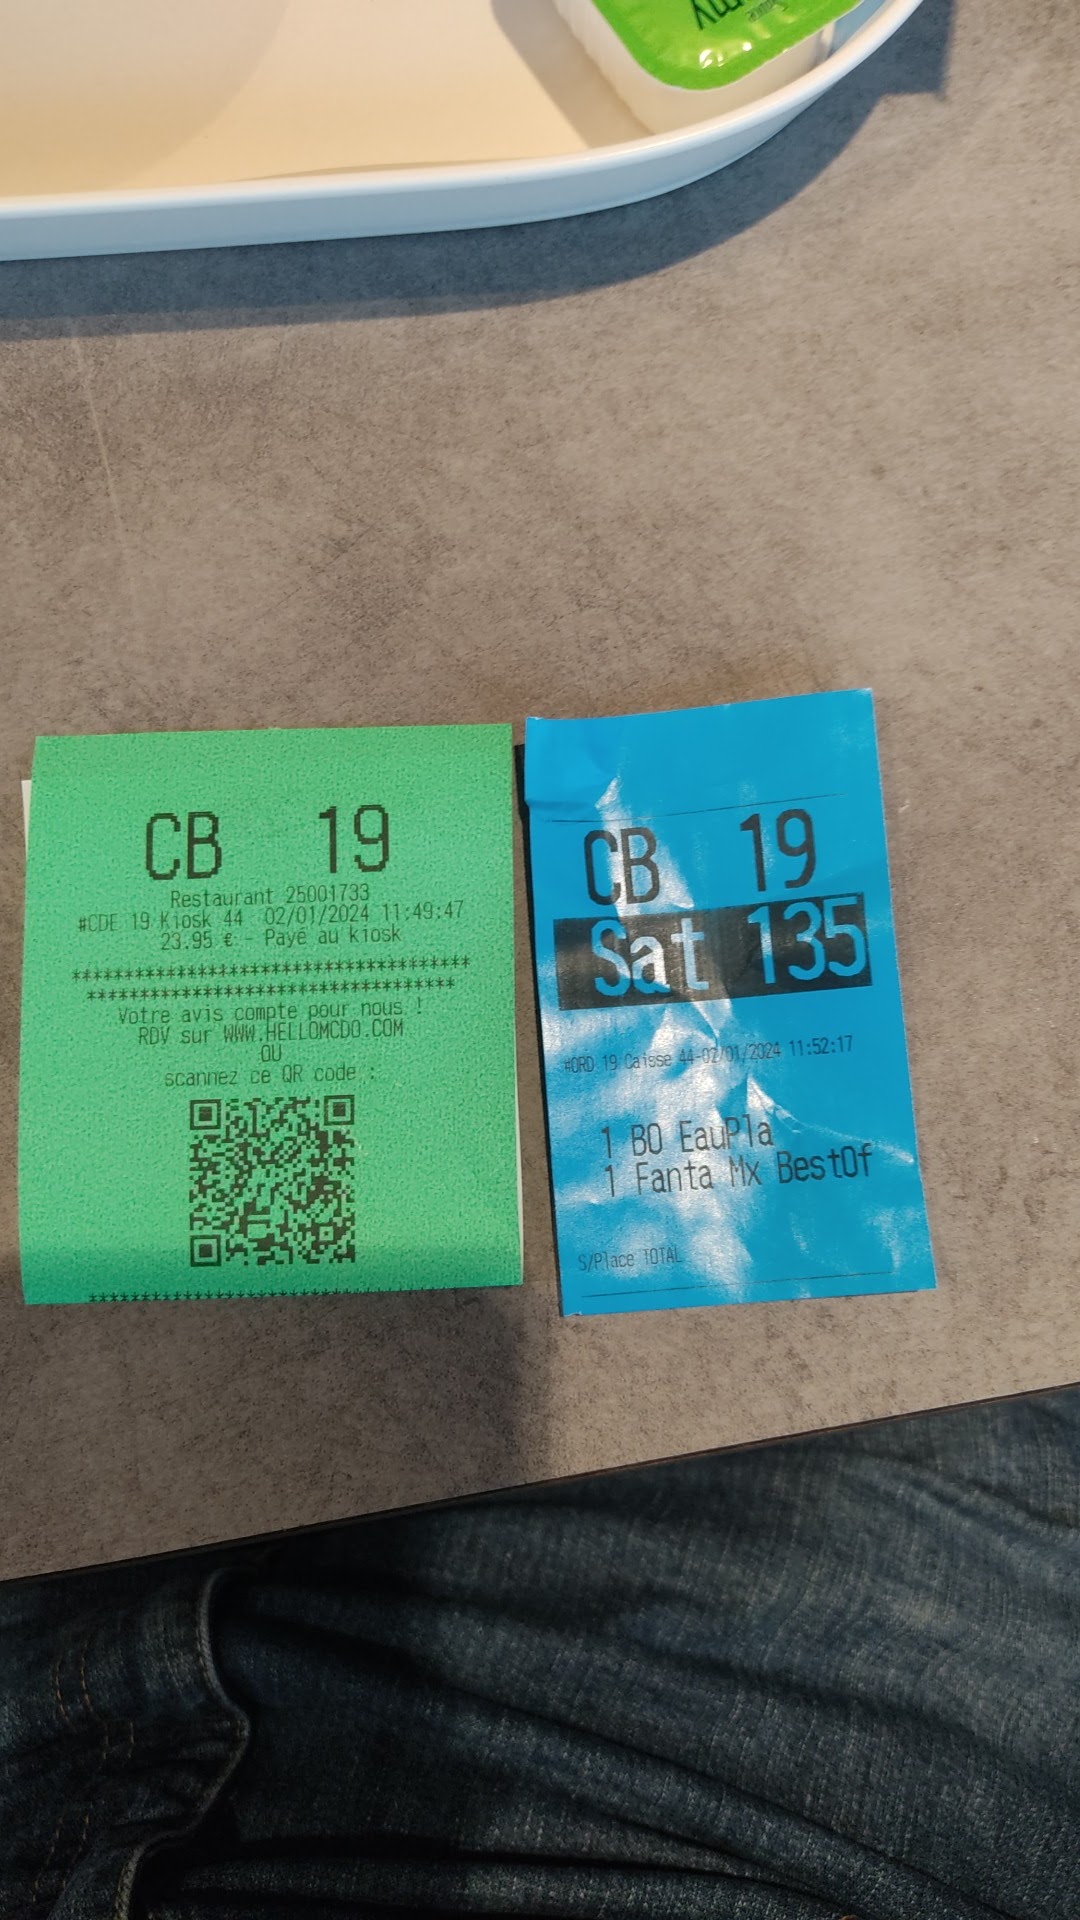 my
Source
CB 19
Restaurant 25001733
#CDE 19 Kiosk 44 02/01/2024 11:49:47
23.95 € - Payé au kiosk
**************************************
***********************************
Votre avis compte pour nous !
RDV sur WWW.HELLOMCDO.COM
OU
scannez ce QR code :
CB 19
Sat 135
#ORD 19 Caisse 44-02/01/2024 11:52:17
1 BO EauPla
1 Fanta Mx BestOf
S/Place TOTAL